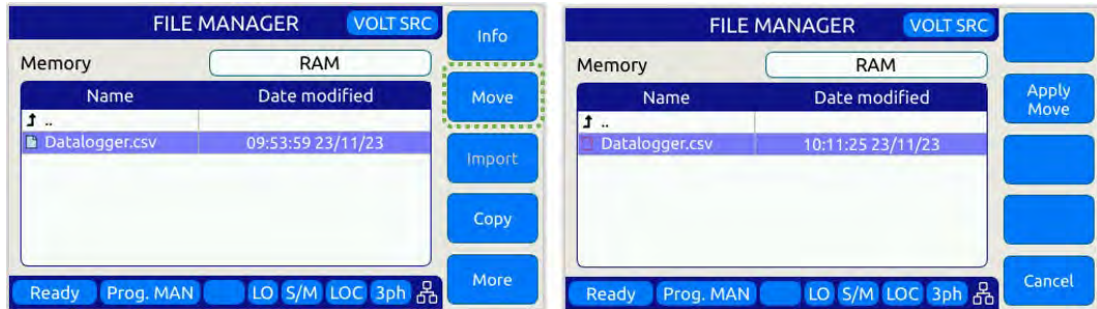 FILE MANAGER VOLT SRC
Info
Memory RAM
Name Date modified
Move
..
Datalogger.csv 09:53:59 23/11/23
Import
Copy
More
Ready Prog. MAN LO S/M LOC 3ph
FILE MANAGER VOLT SRC
Memory RAM
Name Date modified
Apply
Move
..
Datalogger.csv 10:11:25 23/11/23
Cancel
Ready Prog. MAN LO S/M LOC 3ph